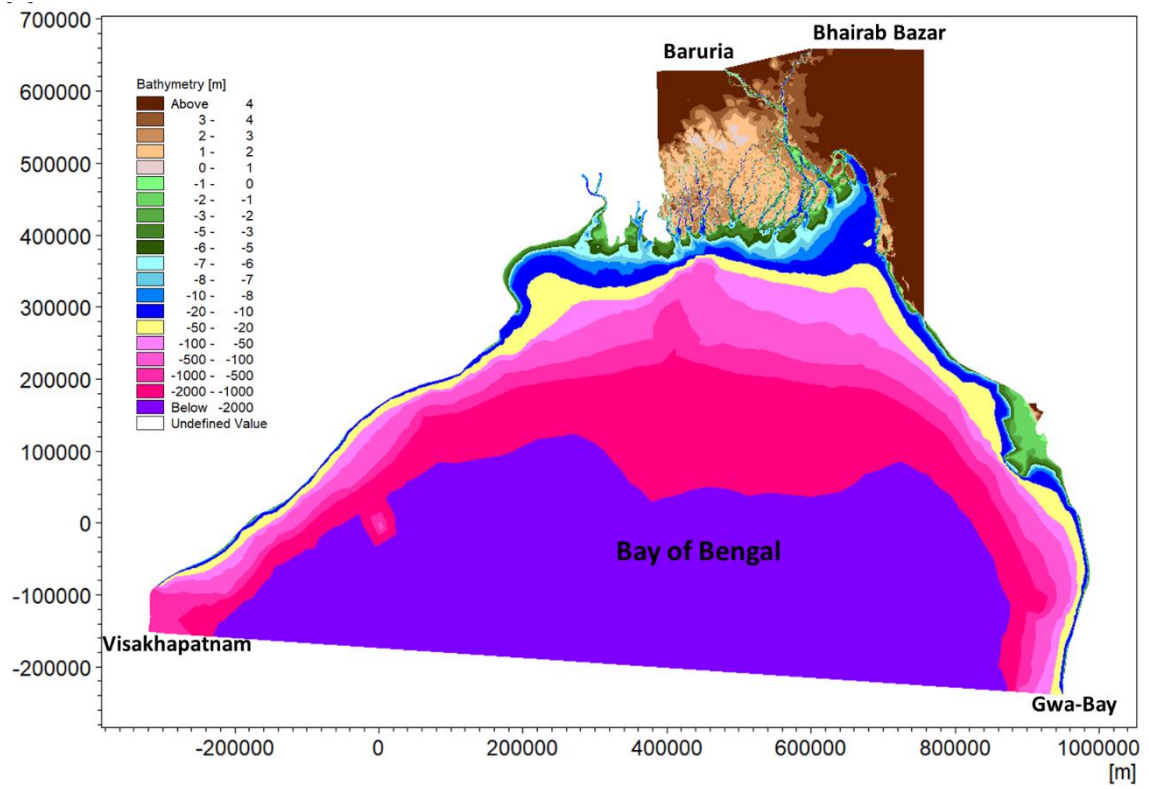 700000
Bhairab Bazar
Baruria
600000
Bathymetry [m]
Above 4
3 - 4
2 - 3
1 - 2
0 - 1
-1 - 0
-2 - -1
-3 - -2
-5 - -3
-6 - -5
-7 - -6
-8 - -7
-10 - -8
-20 - -10
-50 - -20
-100 - -50
-500 - -100
-1000 - -500
-2000 - -1000
Below -2000
Undefined Value
500000
400000
300000
200000
100000
0
-100000
-200000
Bay of Bengal
Visakhapatnam
Gwa-Bay
-200000 0 200000 400000 600000 800000 1000000
[m]